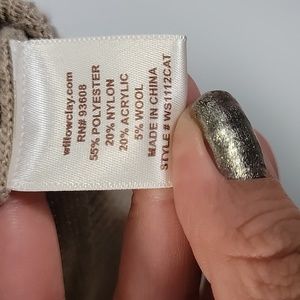 willowclay.com
RN# 93608
55% POLYESTER
20% NYLON
20% ACRYLIC
5% WOOL
MADE IN CHINA
STYLE # WS1112CAT